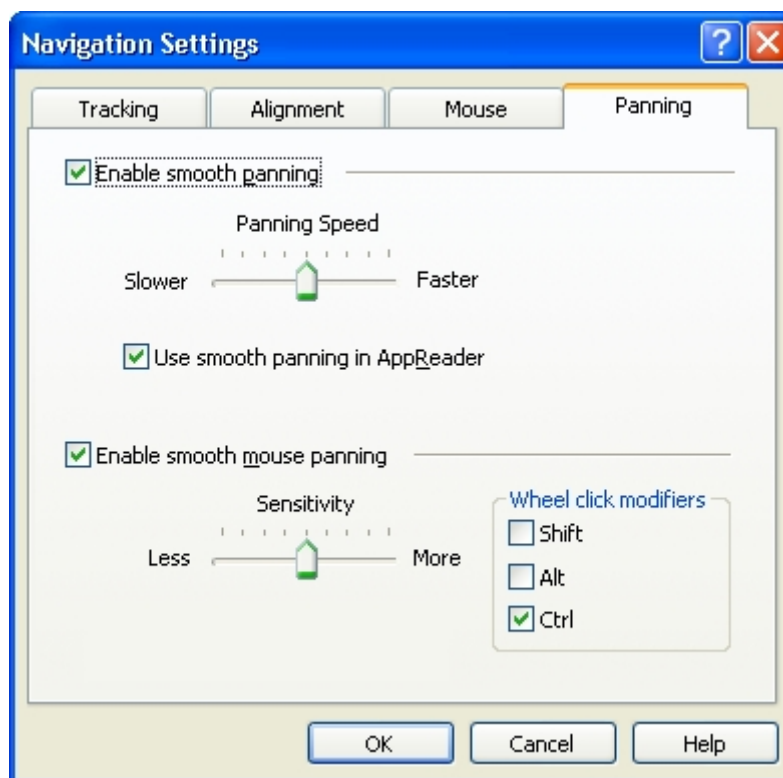 Navigation Settings
?
Tracking Alignment Mouse Panning
Enable smooth panning
Panning Speed
Slower Faster
Use smooth panning in AppReader
Enable smooth mouse panning
Sensitivity
Less More
Wheel click modifiers
Shift
Alt
Ctrl
OK Cancel Help